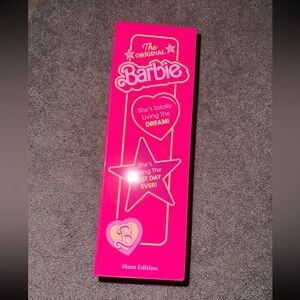 The
ORIGINAL
Barbie
She's Totally
Living The
DREAM!
She's
The
DAY
EVER!
B
Mass Edition